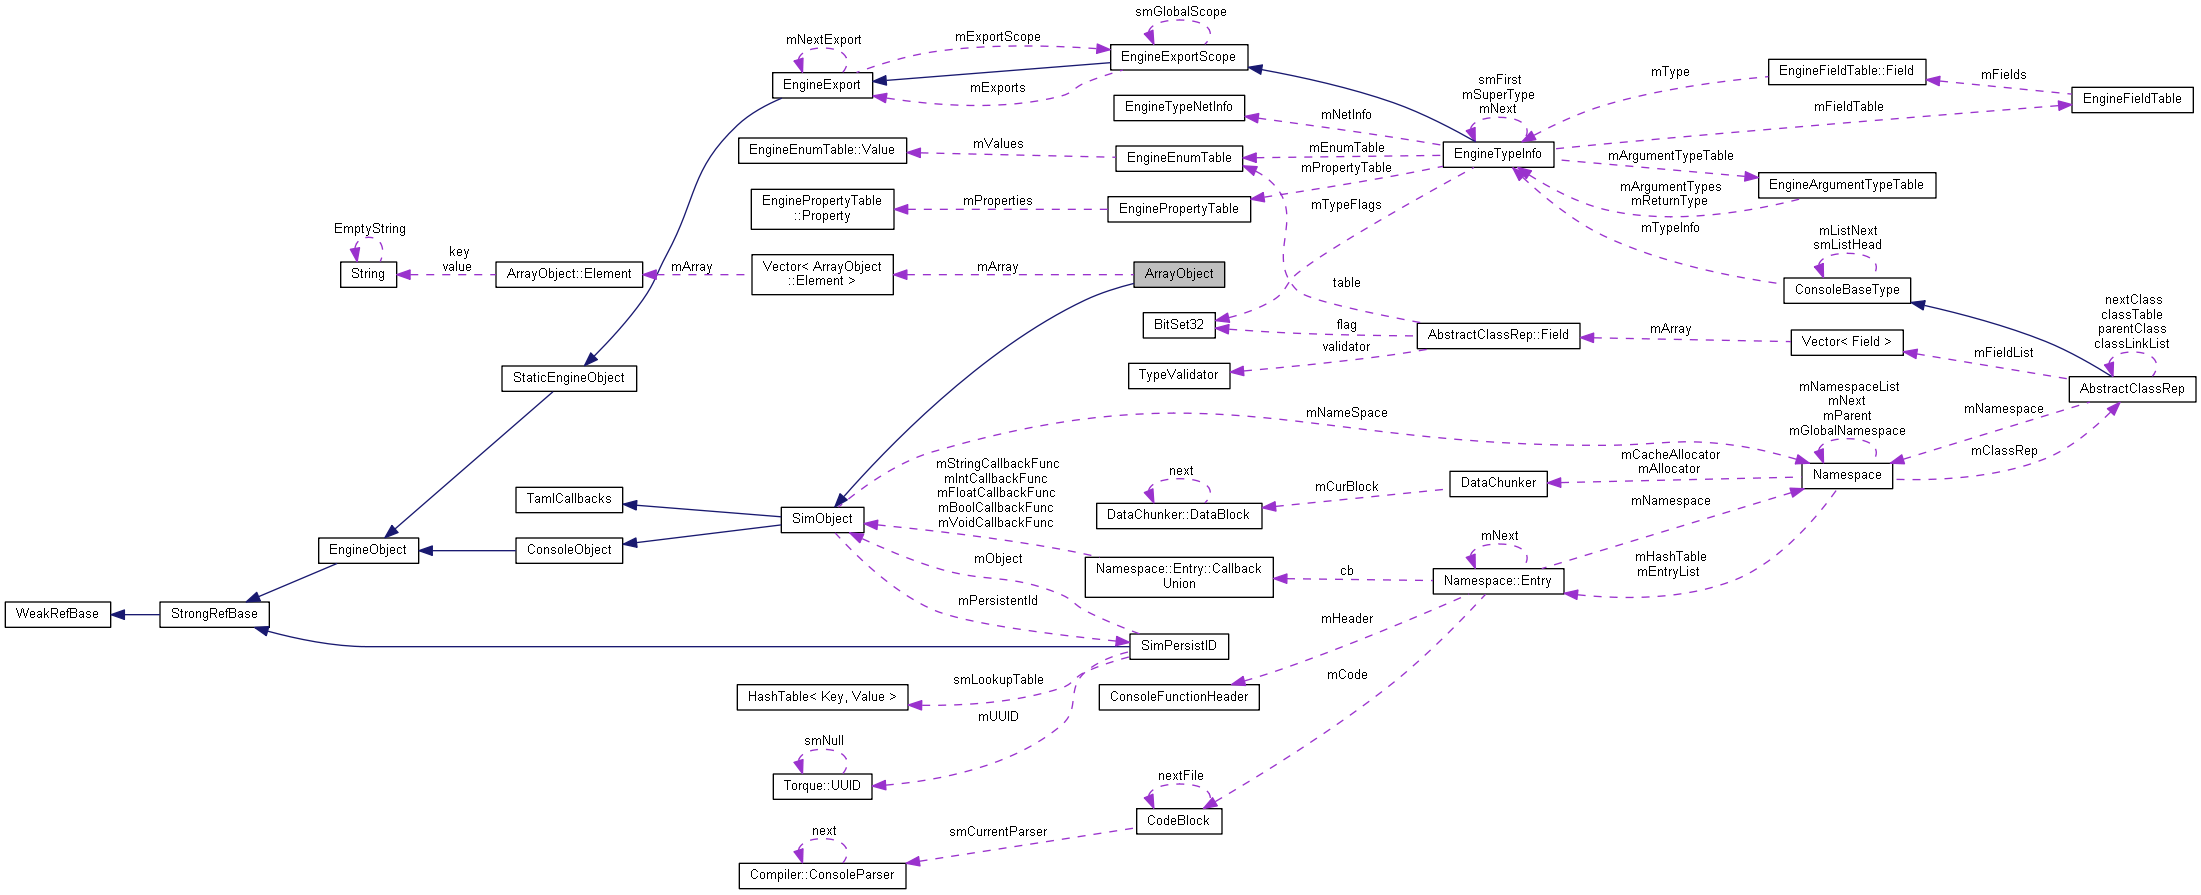 smGlobalScope
mNextExport
mExportScope
EngineExportScope
EngineExport
mExports
smFirst
mSuperType
mNext
mType
EngineFieldTable::Field
mFields
EngineFieldTable
mFieldTable
EngineTypeNetInfo
mNetInfo
EngineEnumTable::Value
mValues
EngineEnumTable
mEnumTable
EngineTypeInfo
mArgumentTypeTable
mPropertyTable
EngineArgumentTypeTable
mArgumentTypes
mReturnType
EnginePropertyTable
::Property
mProperties
EnginePropertyTable
mTypeFlags
mTypeInfo
EmptyString
String
key
value
ArrayObject::Element
mArray
Vector< ArrayObject
::Element >
mArray
ArrayObject
mListNext
smListHead
ConsoleBaseType
table
nextClass
classTable
parentClass
classLinkList
BitSet32
flag
AbstractClassRep::Field
mArray
Vector< Field >
mFieldList
validator
TypeValidator
StaticEngineObject
AbstractClassRep
mNameSpace
mNamespaceList
mNext
mParent
mGlobalNamespace
mNamespace
mClassRep
mStringCallbackFunc
mIntCallbackFunc
mFloatCallbackFunc
mBoolCallbackFunc
mVoidCallbackFunc
next
mCurBlock
DataChunker
mCacheAllocator
mAllocator
Namespace
TamlCallbacks
SimObject
DataChunker::DataBlock
mNamespace
EngineObject
ConsoleObject
mObject
Namespace::Entry::Callback
Union
cb
mNext
Namespace::Entry
mHashTable
mEntryList
WeakRefBase
StrongRefBase
mPersistentId
mHeader
SimPersistID
HashTable< Key, Value >
smLookupTable
ConsoleFunctionHeader
mCode
mUUID
smNull
Torque::UUID
nextFile
CodeBlock
next
smCurrentParser
Compiler::ConsoleParser